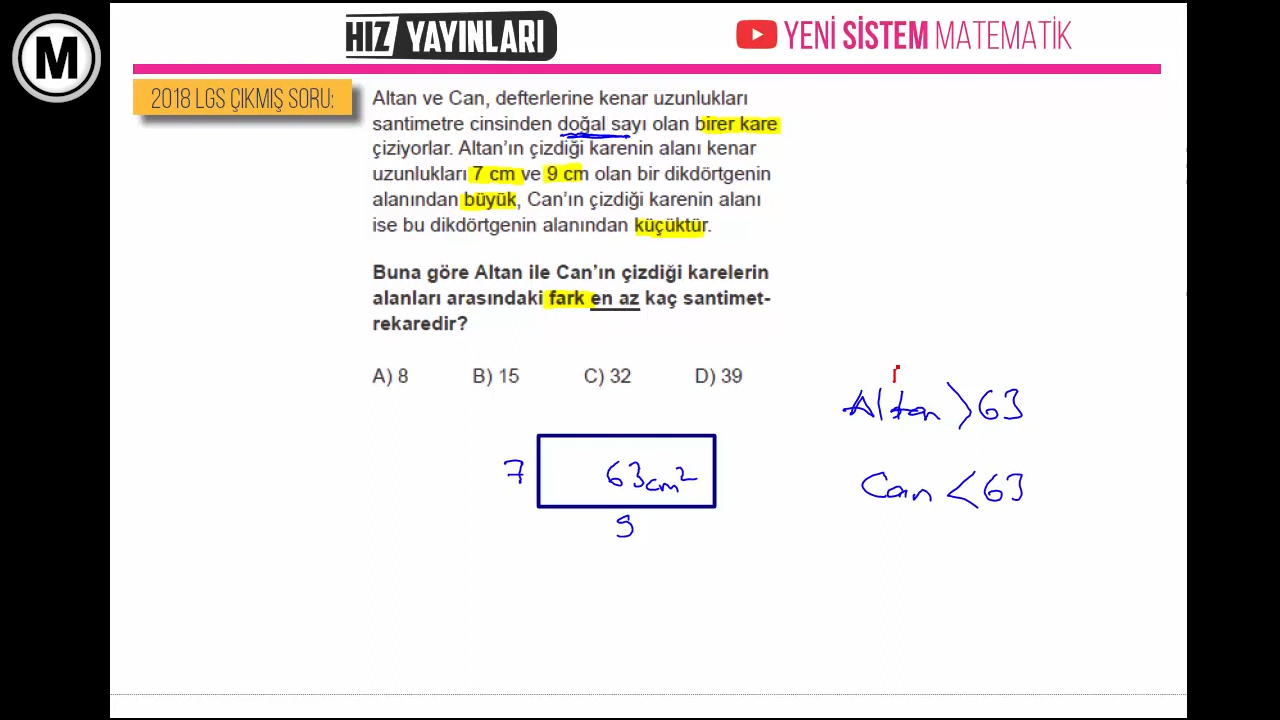 M
HIZ YAYINLARI
YENİ SİSTEM MATEMATİK
2018 LGS ÇIKMIŞ SORU:
Altan ve Can, defterlerine kenar uzunlukları
santimetre cinsinden doğal sayı olan birer kare
çiziyorlar. Altan'ın çizdiği karenin alanı kenar
uzunlukları 7 cm ve 9 cm olan bir dikdörtgenin
alanından büyük, Can'ın çizdiği karenin alanı
ise bu dikdörtgenin alanından küçüktür.
Buna göre Altan ile Can'ın çizdiği karelerin
alanları arasındaki fark en az kaç santimet-
rekaredir?
A) 8 B) 15 C) 32 D) 39
Altan > 63
7 63cm²
Can < 63
9